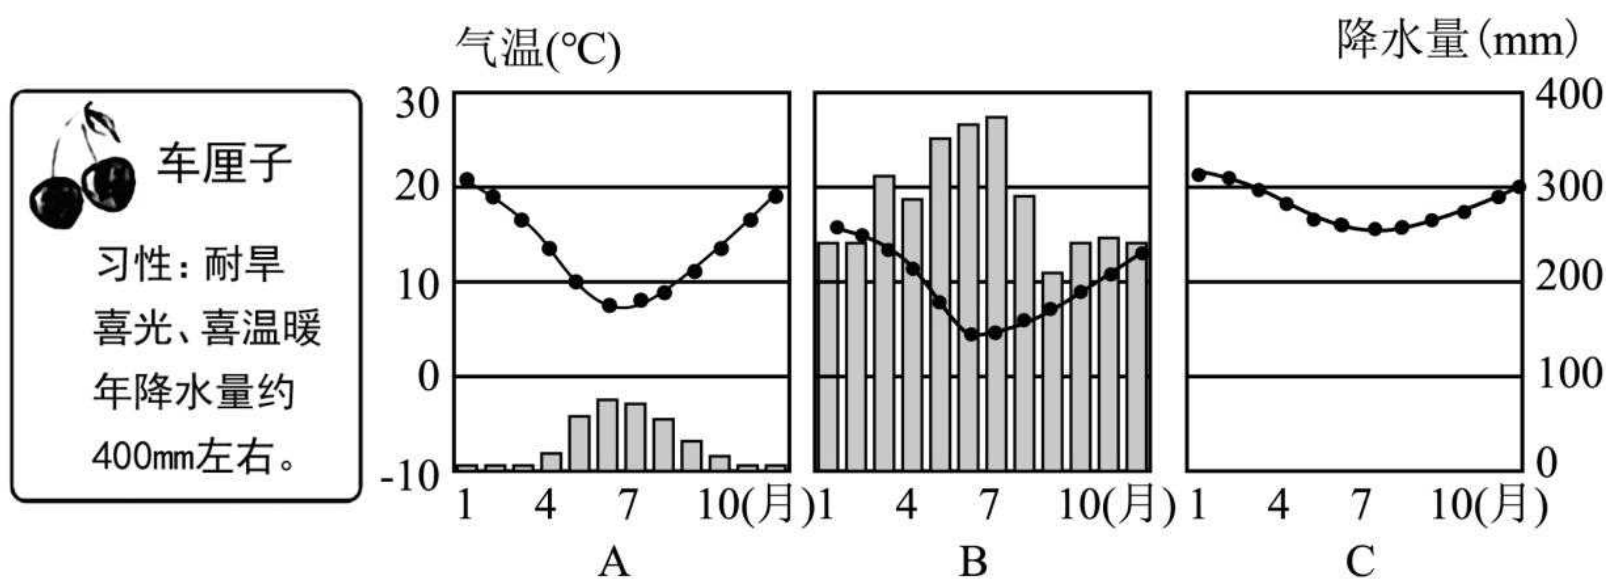 车厘子
习性：耐旱
喜光、喜温暖
年降水量约
400mm左右。
气温(℃)
降水量(mm)
30
20
10
0
-10
400
300
200
100
0
1 4 7 10(月)
1 4 7 10(月)
1 4 7 10(月)
A
B
C